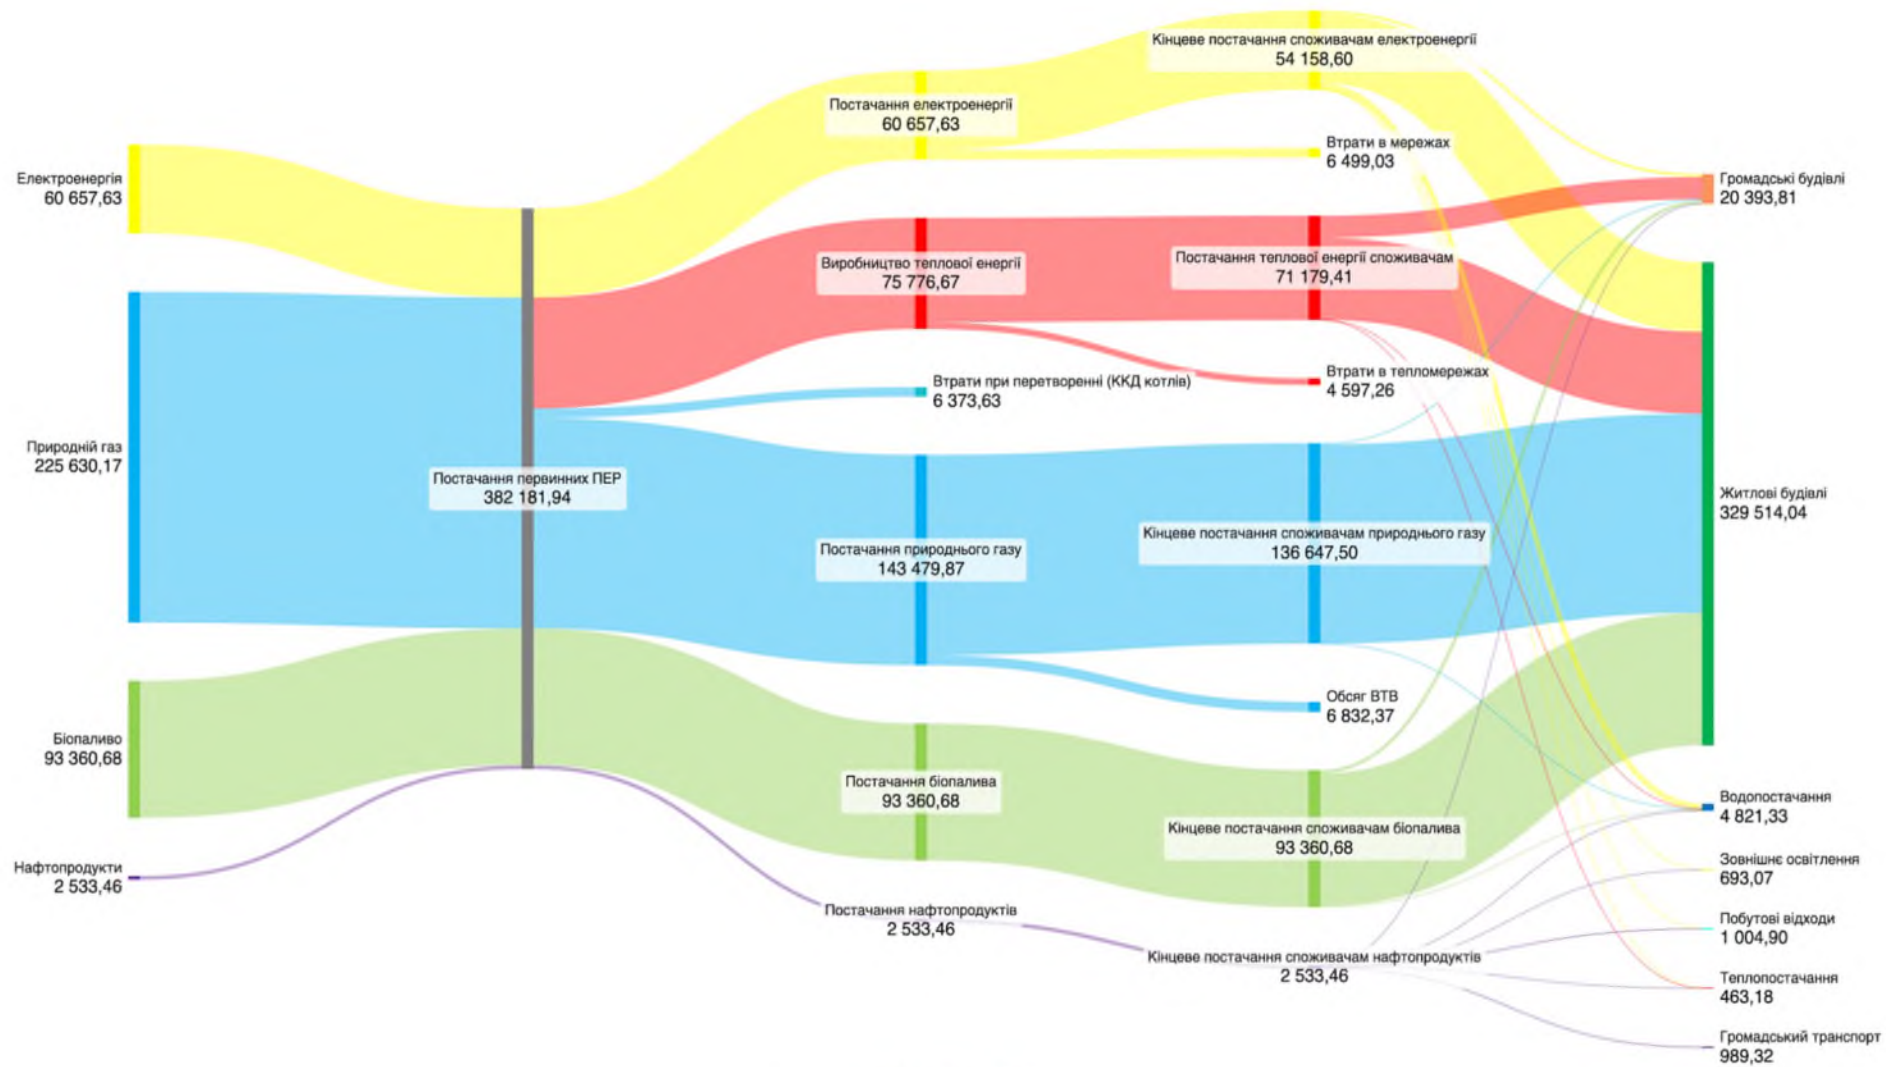 Електроенергія
60 657,63
Природній газ
225 630,17
Біопаливо
93 360,68
Нафтопродукти
2 533,46
Постачання первинних ПЕР
382 181,94
Постачання електроенергії
60 657,63
Виробництво теплової енергії
75 776,67
Втрати при перетворенні (ККД котлів)
6 373,63
Постачання природнього газу
143 479,87
Постачання біопалива
93 360,68
Постачання нафтопродуктів
2 533,46
Кінцеве постачання споживачам електроенергії
54 158,60
Втрати в мережах
6 499,03
Постачання теплової енергії споживачам
71 179,41
Втрати в тепломережах
4 597,26
Кінцеве постачання споживачам природнього газу
136 647,50
Обсяг ВТВ
6 832,37
Кінцеве постачання споживачам біопалива
93 360,68
Кінцеве постачання споживачам нафтопродуктів
2 533,46
Громадські будівлі
20 393,81
Житлові будівлі
329 514,04
Водопостачання
4 821,33
Зовнішнє освітлення
693,07
Побутові відходи
1 004,90
Теплопостачання
463,18
Громадський транспорт
989,32